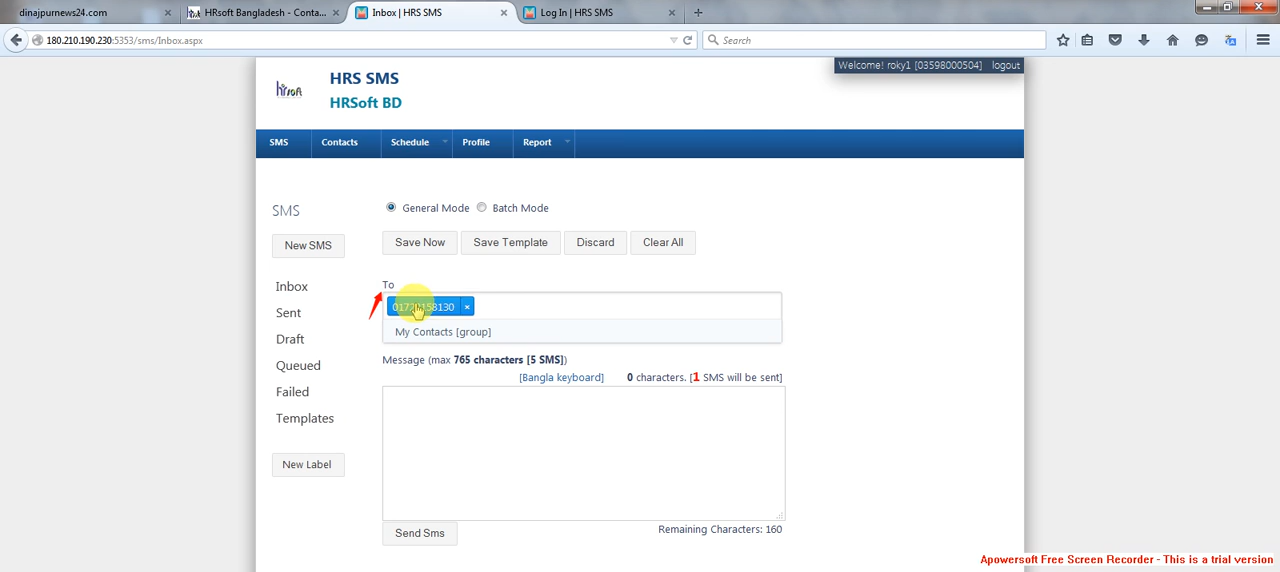 dinajpurnews24.com
HRsoft Bangladesh - Conta...
Inbox | HRS SMS
Log In | HRS SMS
180.210.190.230:5353/sms/Inbox.aspx
Search
Welcome! roky1 [03598000504] logout
HRS SMS
HRSoft BD
SMS Contacts Schedule Profile Report
SMS
General Mode Batch Mode
New SMS
Save Now Save Template Discard Clear All
To
My Contacts [group]
Inbox
Sent
Draft
Queued
Failed
Templates
New Label
Message (max 765 characters [5 SMS])
[Bangla keyboard] 0 characters. [1 SMS will be sent]
Send Sms
Remaining Characters: 160
Apowersoft Free Screen Recorder - This is a trial version